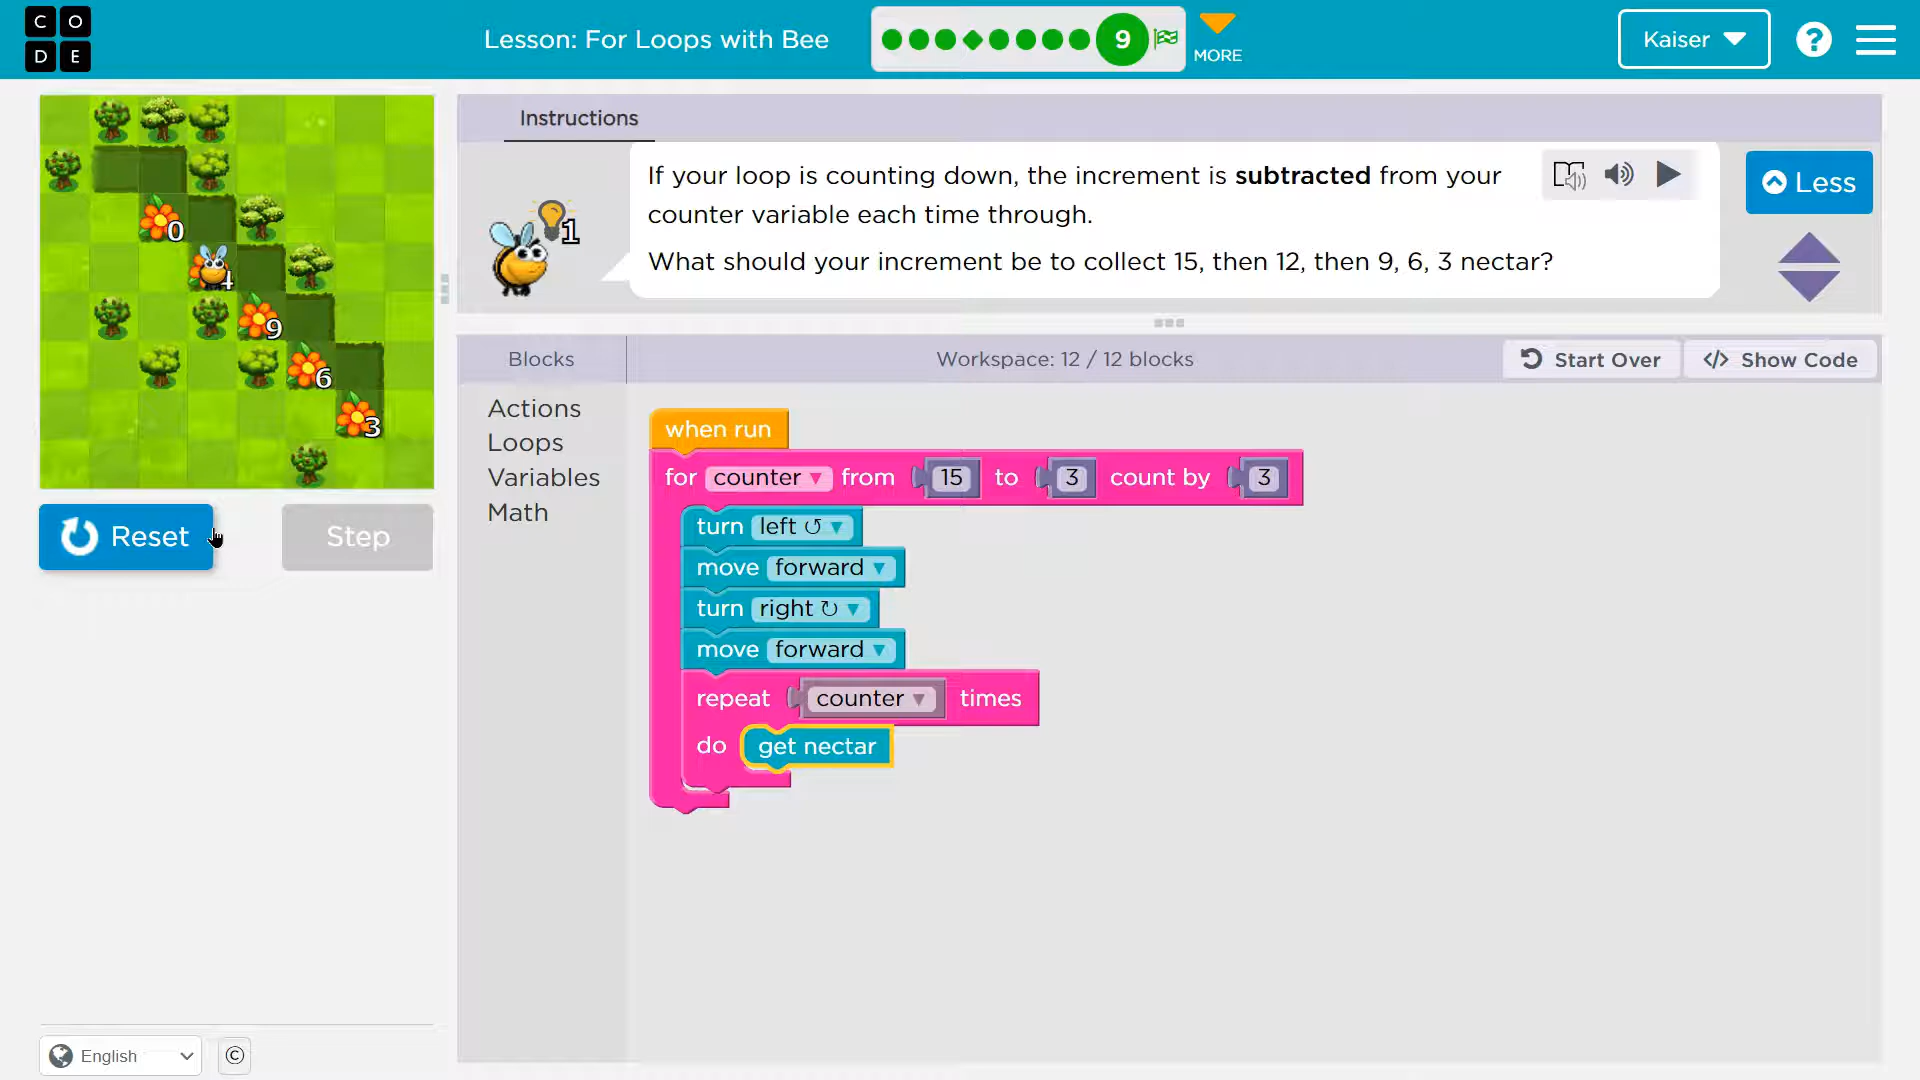 C O
D E
Lesson: For Loops with Bee
9
MORE
Kaiser
?
Instructions
If your loop is counting down, the increment is subtracted from your
counter variable each time through.
What should your increment be to collect 15, then 12, then 9, 6, 3 nectar?
1
Less
0
4
9
6
3
Blocks
Workspace: 12 / 12 blocks
Start Over
</> Show Code
Reset
Step
Actions
Loops
Variables
Math
when run
for counter from 15 to 3 count by 3
turn left
move forward
turn right
move forward
repeat counter times
do get nectar
English
©